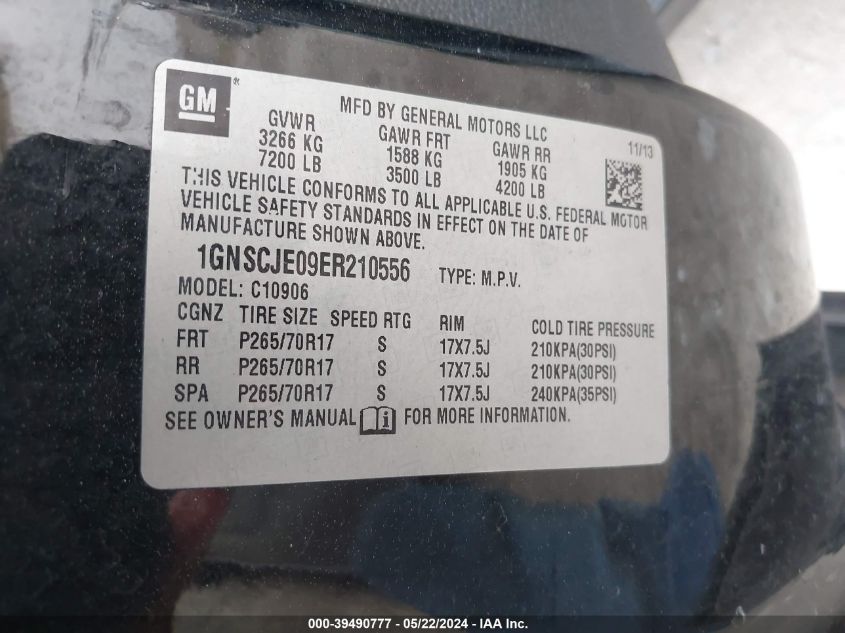 GM
MFD BY GENERAL MOTORS LLC
11/13
GVWR GAWR FRT GAWR RR
3266 KG 1588 KG 1905 KG
7200 LB 3500 LB 4200 LB
THIS VEHICLE CONFORMS TO ALL APPLICABLE U.S. FEDERAL MOTOR
VEHICLE SAFETY STANDARDS IN EFFECT ON THE DATE OF
MANUFACTURE SHOWN ABOVE.
1GNSCJE09ER210556 TYPE: M.P.V.
MODEL: C10906
CGNZ TIRE SIZE SPEED RTG RIM COLD TIRE PRESSURE
FRT P265/70R17 S 17X7.5J 210KPA(30PSI)
RR P265/70R17 S 17X7.5J 210KPA(30PSI)
SPA P265/70R17 S 17X7.5J 240KPA(35PSI)
SEE OWNER'S MANUAL i FOR MORE INFORMATION.
000-39490777 - 05/22/2024 - IAA Inc.